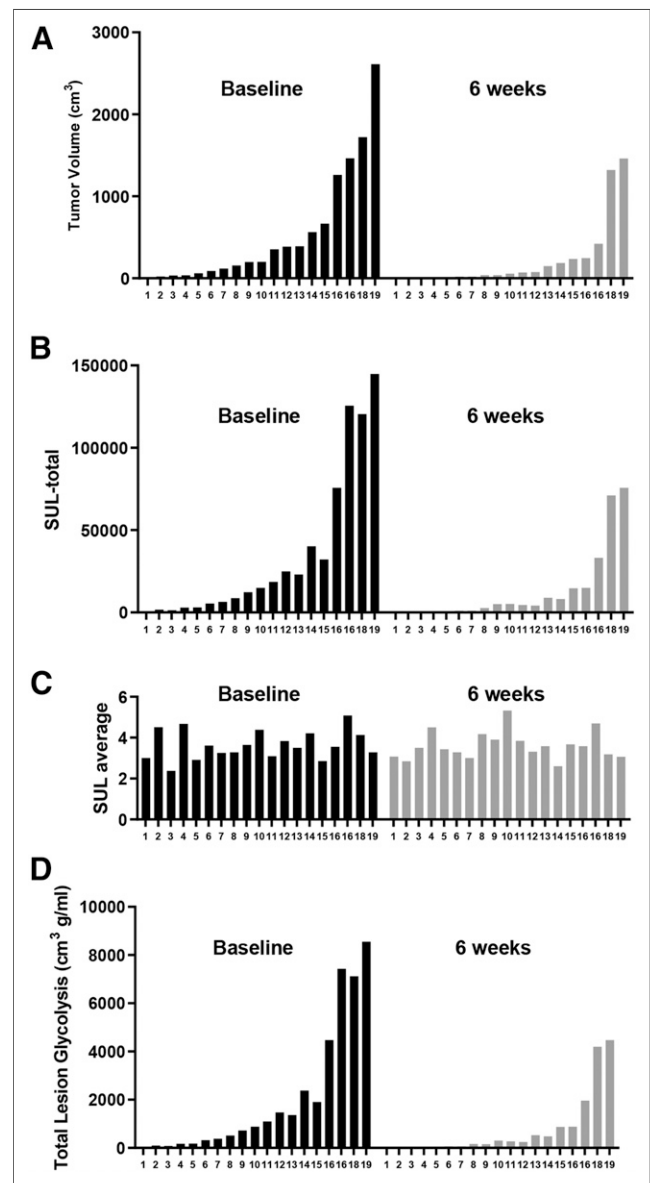 A
3000
2000
1000
0
Tumor Volume (cm³)
Baseline
6 weeks
1 2 3 4 5 6 7 8 9 10 11 12 13 14 15 16 16 18 19 1 2 3 4 5 6 7 8 9 10 11 12 13 14 15 16 16 18 19
B
150000
100000
50000
0
SUL-total
Baseline
6 weeks
1 2 3 4 5 6 7 8 9 10 11 12 13 14 15 16 16 18 19 1 2 3 4 5 6 7 8 9 10 11 12 13 14 15 16 16 18 19
C
6
4
2
0
SUL average
Baseline
6 weeks
1 2 3 4 5 6 7 8 9 10 11 12 13 14 15 16 16 18 19 1 2 3 4 5 6 7 8 9 10 11 12 13 14 15 16 16 18 19
D
10000
8000
6000
4000
2000
0
Total Lesion Glycolysis (cm³ g/ml)
Baseline
6 weeks
1 2 3 4 5 6 7 8 9 10 11 12 13 14 15 16 16 18 19 1 2 3 4 5 6 7 8 9 10 11 12 13 14 15 16 16 18 19